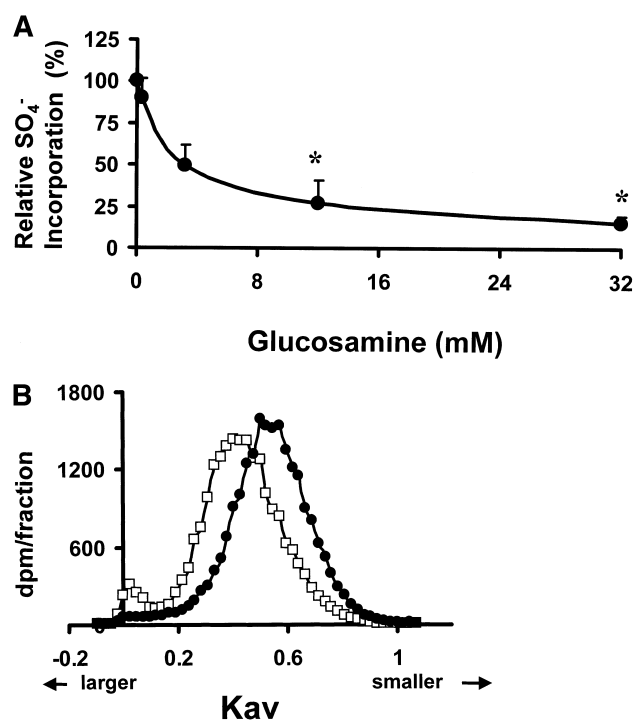 A
Relative SO4-
Incorporation (%)
125
100
75
50
25
0
*
*
0 8 16 24 32
Glucosamine (mM)
B
dpm/fraction
1800
1200
600
0
-0.2 0.2 0.6 1
larger smaller
Kav